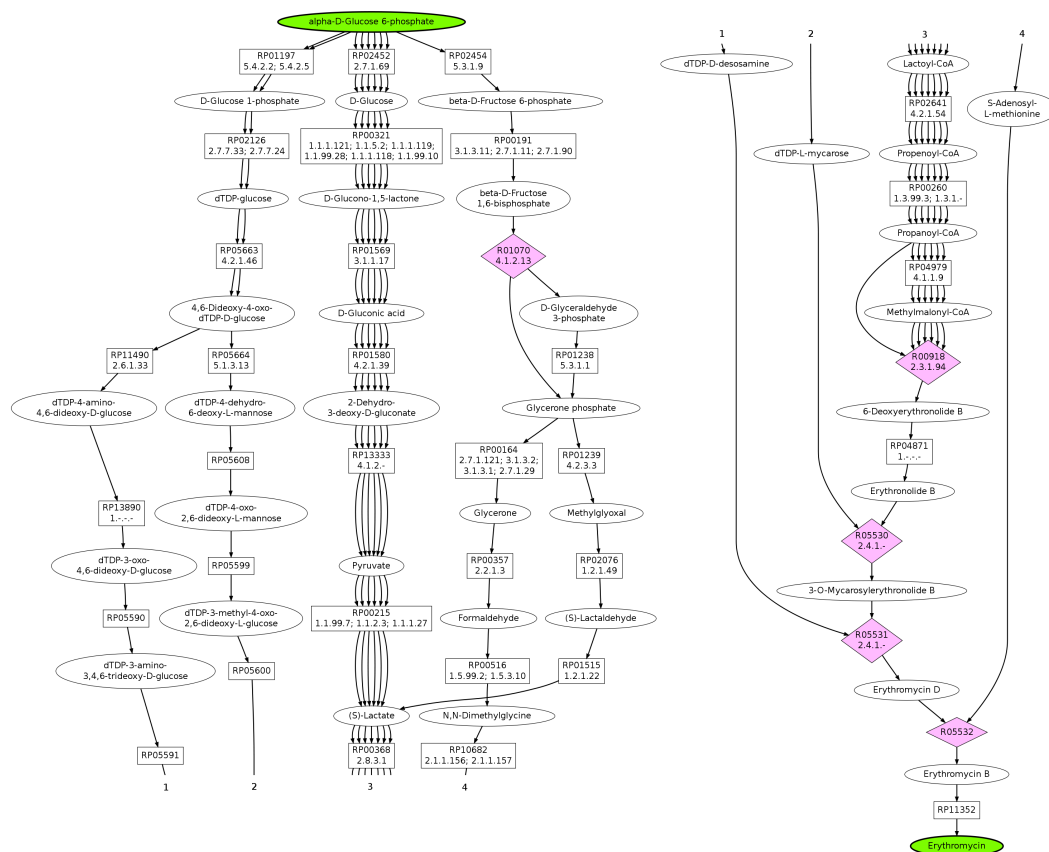 alpha-D-Glucose 6-phosphate
RP01197
5.4.2.2; 5.4.2.5
RP02452
2.7.1.69
RP02454
5.3.1.9
D-Glucose 1-phosphate
D-Glucose
beta-D-Fructose 6-phosphate
RP02126
2.7.7.33; 2.7.7.24
RP00321
1.1.1.121; 1.1.5.2; 1.1.1.119;
1.1.99.28; 1.1.1.118; 1.1.99.10
RP00191
3.1.3.11; 2.7.1.11; 2.7.1.90
dTDP-glucose
D-Glucono-1,5-lactone
beta-D-Fructose
1,6-bisphosphate
RP05663
4.2.1.46
RP01569
3.1.1.17
R01070
4.1.2.13
4,6-Dideoxy-4-oxo-
dTDP-D-glucose
D-Gluconic acid
D-Glyceraldehyde
3-phosphate
RP11490
2.6.1.33
RP05664
5.1.3.13
RP01580
4.2.1.39
RP01238
5.3.1.1
dTDP-4-amino-
4,6-dideoxy-D-glucose
dTDP-4-dehydro-
6-deoxy-L-mannose
2-Dehydro-
3-deoxy-D-gluconate
Glycerone phosphate
RP05608
RP13333
4.1.2.-
RP00164
2.7.1.121; 3.1.3.2;
3.1.3.1; 2.7.1.29
RP01239
4.2.3.3
RP13890
1.-.-.-
dTDP-4-oxo-
2,6-dideoxy-L-mannose
Glycerone
Methylglyoxal
dTDP-3-oxo-
4,6-dideoxy-D-glucose
RP05599
Pyruvate
RP00357
2.2.1.3
RP02076
1.2.1.49
RP05590
dTDP-3-methyl-4-oxo-
2,6-dideoxy-L-glucose
RP00215
1.1.99.7; 1.1.2.3; 1.1.1.27
Formaldehyde
(S)-Lactaldehyde
dTDP-3-amino-
3,4,6-trideoxy-D-glucose
RP05600
RP00516
1.5.99.2; 1.5.3.10
RP01515
1.2.1.22
(S)-Lactate
N,N-Dimethylglycine
RP05591
RP00368
2.8.3.1
RP10682
2.1.1.156; 2.1.1.157
1
2
3
4
1
2
3
4
dTDP-D-desosamine
Lactoyl-CoA
RP02641
4.2.1.54
S-Adenosyl-
L-methionine
dTDP-L-mycarose
Propenoyl-CoA
RP00260
1.3.99.3; 1.3.1.-
Propanoyl-CoA
RP04979
4.1.1.9
Methylmalonyl-CoA
R00918
2.3.1.94
6-Deoxyerythronolide B
RP04871
1.-.-.-
Erythronolide B
R05530
2.4.1.-
3-O-Mycarosylerythronolide B
R05531
2.4.1.-
Erythromycin D
R05532
Erythromycin B
RP11352
Erythromycin